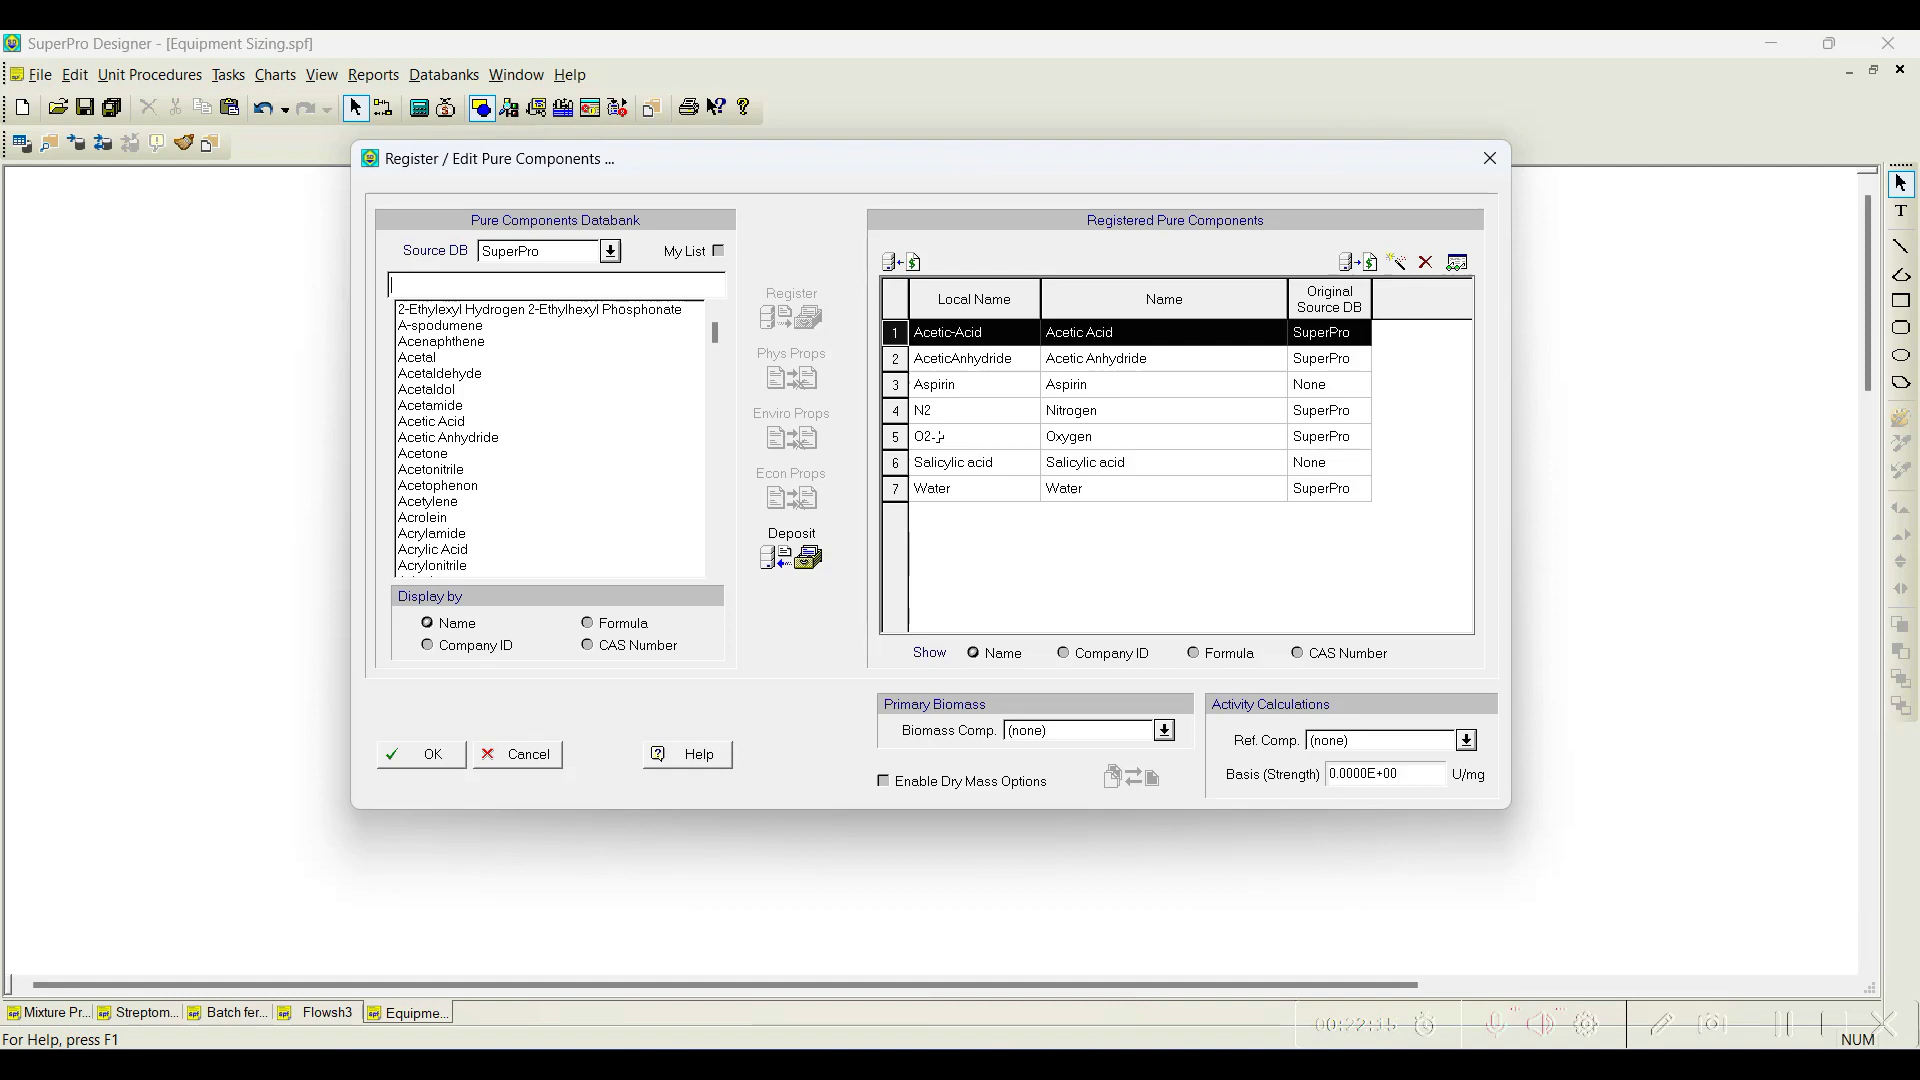 SuperPro Designer - [Equipment Sizing.spf]
File Edit Unit Procedures Tasks Charts View Reports Databanks Window Help
Register / Edit Pure Components ...
Pure Components Databank
Source DB SuperPro My List
2-Ethylexyl Hydrogen 2-Ethylhexyl Phosphonate
A-spodumene
Acenaphthene
Acetal
Acetaldehyde
Acetaldol
Acetamide
Acetic Acid
Acetic Anhydride
Acetone
Acetonitrile
Acetophenon
Acetylene
Acrolein
Acrylamide
Acrylic Acid
Acrylonitrile
Display by
Name Formula
Company ID CAS Number
Register
Phys Props
Enviro Props
Econ Props
Deposit
Registered Pure Components
Local Name Name Original Source DB
1 Acetic-Acid Acetic Acid SuperPro
2 AceticAnhydride Acetic Anhydride SuperPro
3 Aspirin Aspirin None
4 N2 Nitrogen SuperPro
5 O2 Oxygen SuperPro
6 Salicylic acid Salicylic acid None
7 Water Water SuperPro
Show Name Company ID Formula CAS Number
Primary Biomass
Biomass Comp. (none)
Enable Dry Mass Options
Activity Calculations
Ref. Comp. (none)
Basis (Strength) 0.0000E+00 U/mg
OK Cancel Help
Mixture Pr... Streptom... Batch fer... Flowsh3 Equipme...
00:22:15
For Help, press F1
NUM